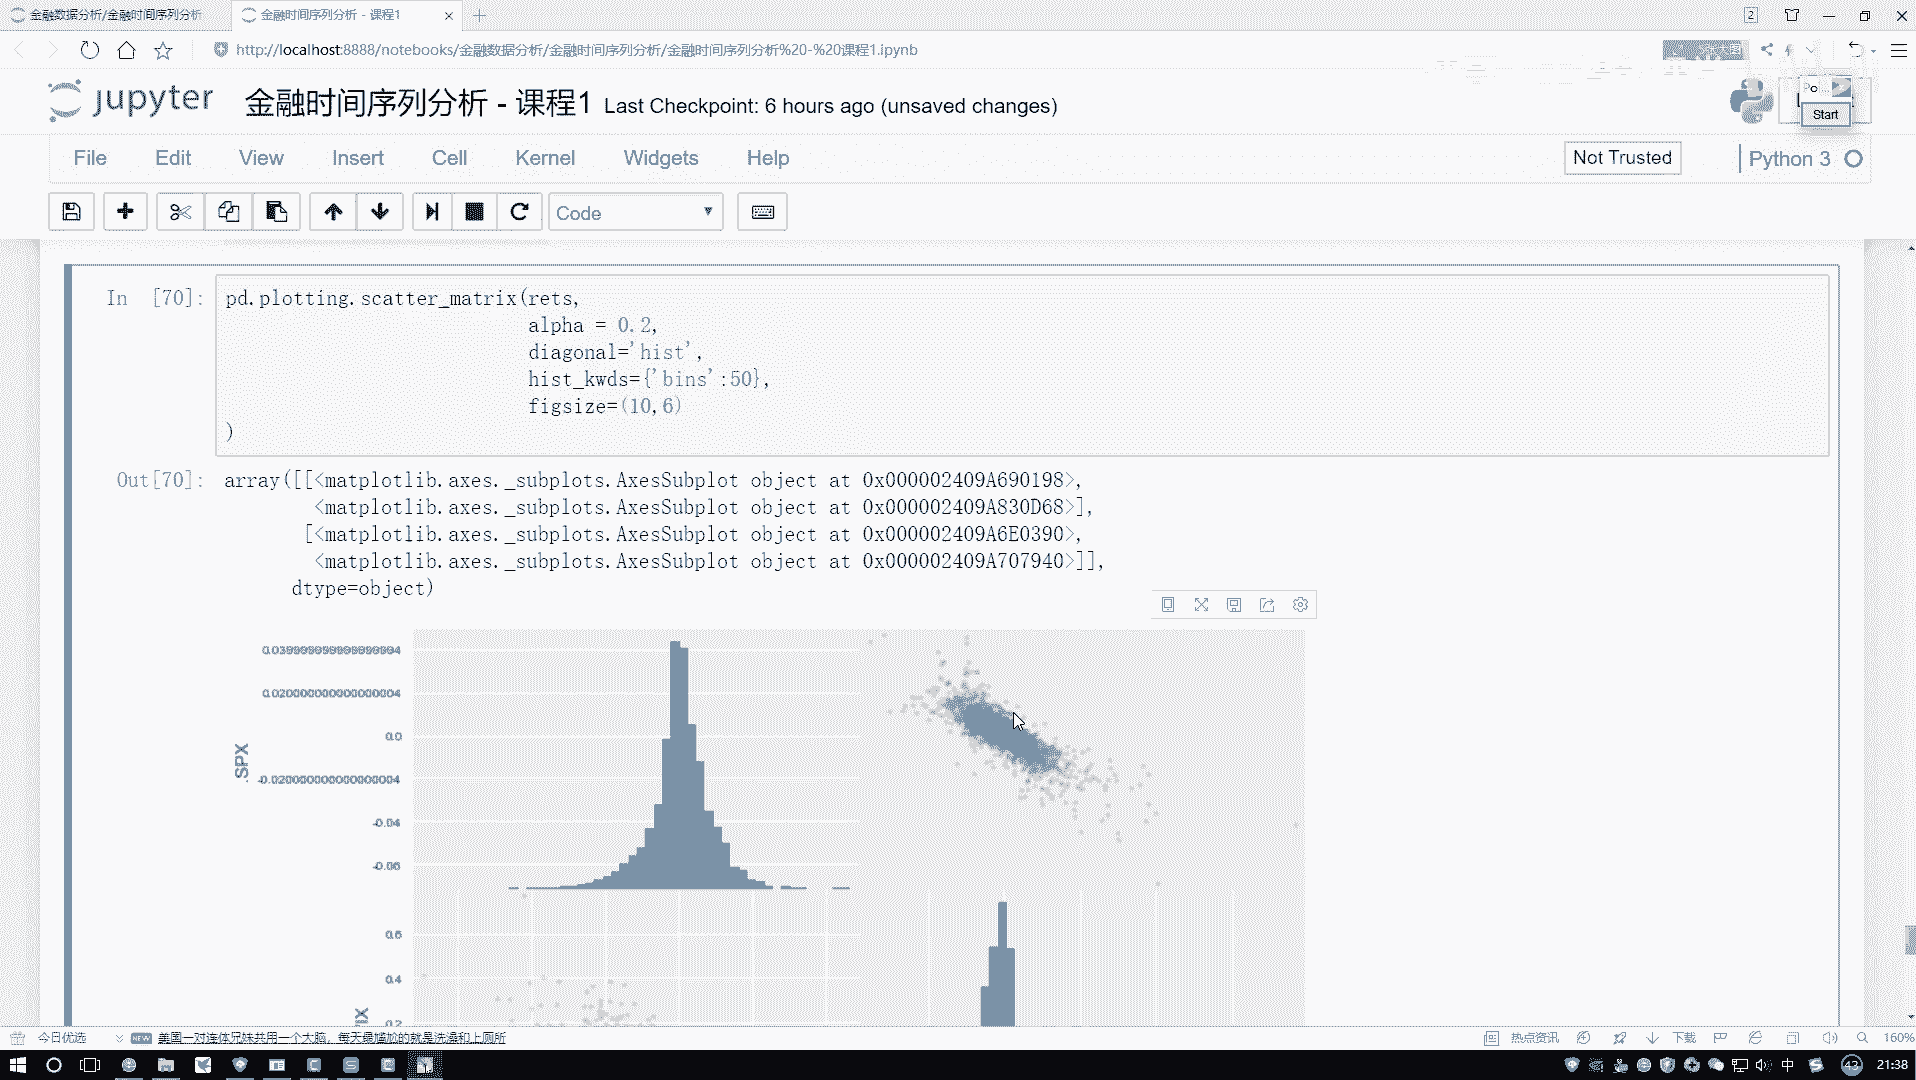 金融数据分析/金融时间序列分析
金融时间序列分析 - 课程1
2
http://localhost:8888/notebooks/金融数据分析/金融时间序列分析/金融时间序列分析%20-%20课程1.ipynb
jupyter 金融时间序列分析 - 课程1 Last Checkpoint: 6 hours ago (unsaved changes)
Start
File Edit View Insert Cell Kernel Widgets Help Not Trusted Python 3
Code
In [70]: pd.plotting.scatter_matrix(rets,
alpha = 0.2,
diagonal='hist',
hist_kwds={'bins':50},
figsize=(10,6)
)
Out[70]: array([[<matplotlib.axes._subplots.AxesSubplot object at 0x000002409A690198>,
<matplotlib.axes._subplots.AxesSubplot object at 0x000002409A830D68>],
[<matplotlib.axes._subplots.AxesSubplot object at 0x000002409A6E0390>,
<matplotlib.axes._subplots.AxesSubplot object at 0x000002409A707940>]],
dtype=object)
0.020000000000000004
0.0
-0.020000000000000004
-0.04
-0.06
.SPX
0.6
0.4
0.2
今日优选 NEW 美国一对连体兄妹共用一个大脑，每天最尴尬的就是洗澡和上厕所 热点资讯 下载 160%
中 43 21:38